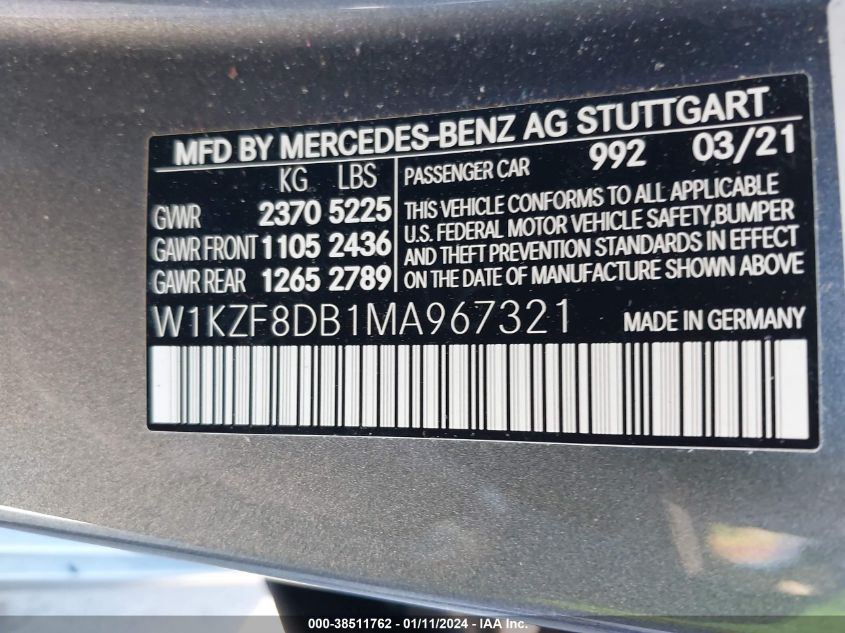 MFD BY MERCEDES-BENZ AG STUTTGART
KG LBS
GVWR 2370 5225
GAWR FRONT 1105 2436
GAWR REAR 1265 2789
PASSENGER CAR 992 03/21
THIS VEHICLE CONFORMS TO ALL APPLICABLE
U.S. FEDERAL MOTOR VEHICLE SAFETY,BUMPER
AND THEFT PREVENTION STANDARDS IN EFFECT
ON THE DATE OF MANUFACTURE SHOWN ABOVE
W1KZF8DB1MA967321 MADE IN GERMANY
000-38511762 - 01/11/2024 - IAA Inc.